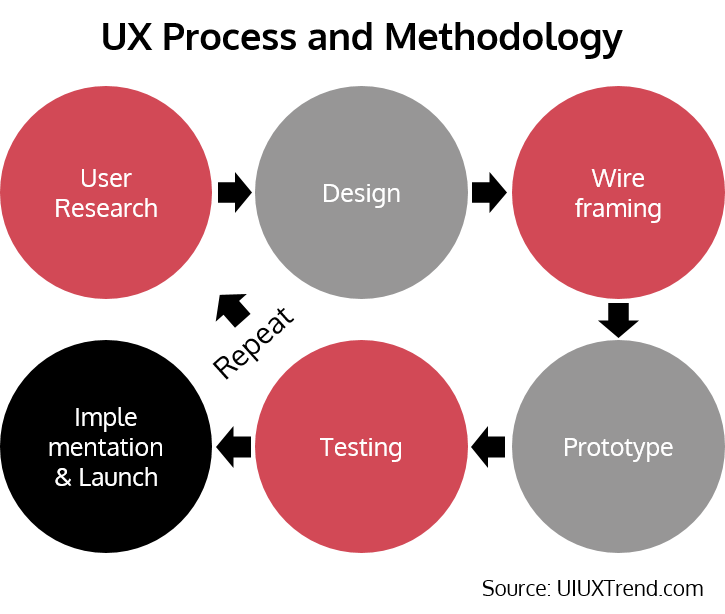 UX Process and Methodology
User
Research
Design
Wire
framing
Repeat
Imple
mentation
& Launch
Testing
Prototype
Source: UIUXTrend.com